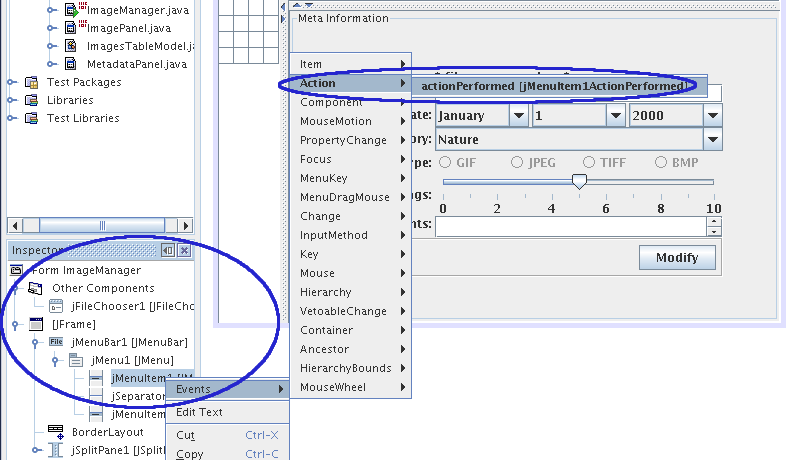 ImageManager.java
ImagePanel.java
ImagesTableModel.java
MetadataPanel.java
Test Packages
Libraries
Test Libraries
Meta Information
Item
Action
actionPerformed [jMenuItem1ActionPerformed]
Component
MouseMotion
PropertyChange
Focus
MenuKey
MenuDragMouse
Change
InputMethod
Key
Mouse
Hierarchy
VetoableChange
Container
Ancestor
HierarchyBounds
MouseWheel
ate: January 1 2000
ory: Nature
ype: GIF JPEG TIFF BMP
ngs:
0 2 4 6 8 10
nts:
Modify
Inspector
Form ImageManager
Other Components
jFileChooser1 [JFileCho
[JFrame]
jMenuBar1 [JMenuBar]
File
jMenu1 [JMenu]
jMenuItem1 [JM
jSeparator
jMenuItem
BorderLayout
jSplitPane1 [JSplitP
Events
Edit Text
Cut Ctrl-X
Copy Ctrl-C